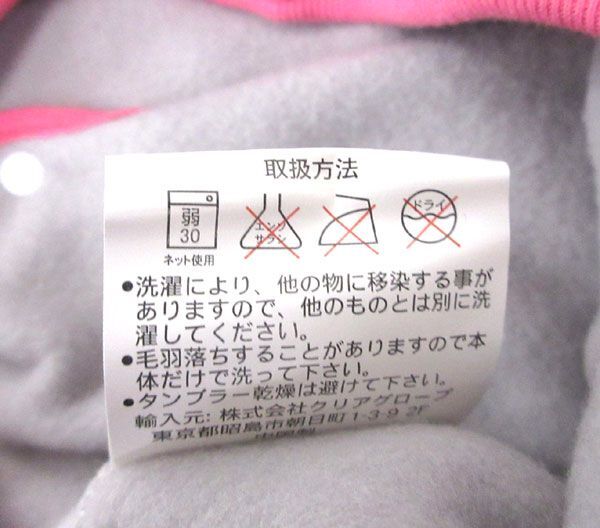 取扱方法
弱
30
エンソ
サラシ
ドライ
ネット使用
●洗濯により、他の物に移染する事が
ありますので、他のものとは別に洗
濯してください。
●毛羽落ちすることがありますので本
体だけで洗って下さい。
●タンブラー乾燥は避けて下さい。
輸入元: 株式会社クリアグローブ
東京都昭島市朝日町1-3-9 2F
中国製